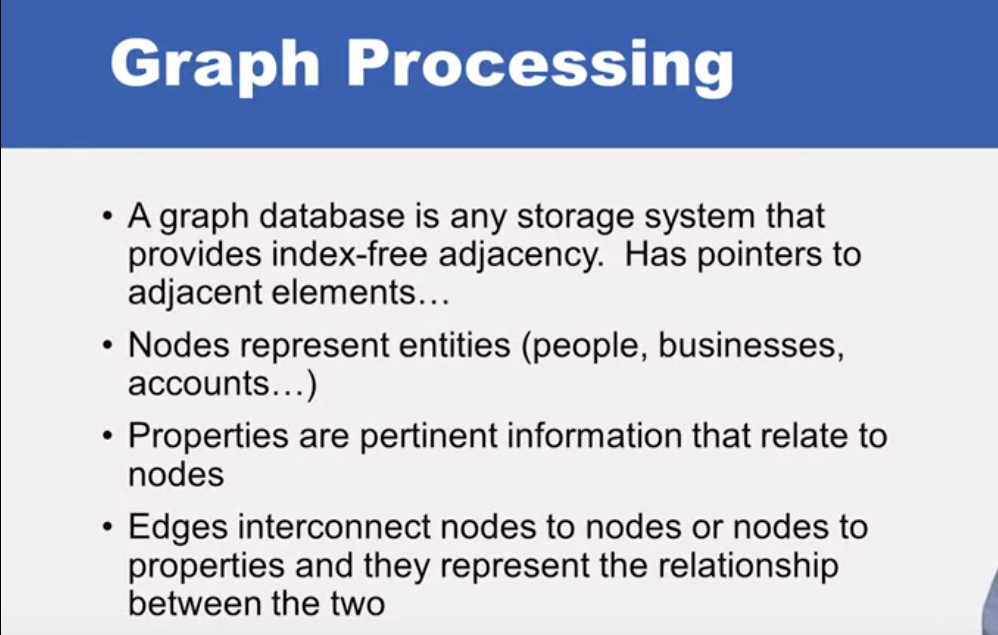 Graph Processing
• A graph database is any storage system that
provides index-free adjacency.  Has pointers to
adjacent elements…
• Nodes represent entities (people, businesses,
accounts…)
• Properties are pertinent information that relate to
nodes
• Edges interconnect nodes to nodes or nodes to
properties and they represent the relationship
between the two